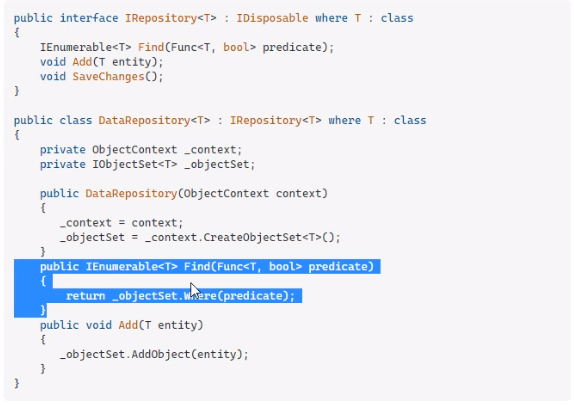 public interface IRepository<T> : IDisposable where T : class
{
    IEnumerable<T> Find(Func<T, bool> predicate);
    void Add(T entity);
    void SaveChanges();
}

public class DataRepository<T> : IRepository<T> where T : class
{
    private ObjectContext _context;
    private IObjectSet<T> _objectSet;

    public DataRepository(ObjectContext context)
    {
       _context = context;
       _objectSet = _context.CreateObjectSet<T>();
    }
    public IEnumerable<T> Find(Func<T, bool> predicate)
    {
        return _objectSet.Where(predicate);
    }
    public void Add(T entity)
    {
       _objectSet.AddObject(entity);
    }
}